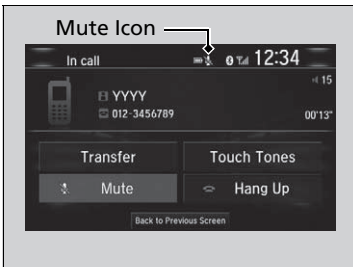 Mute Icon
In call
12:34
15
YYYY
012-3456789
00'13"
Transfer
Touch Tones
Mute
Hang Up
Back to Previous Screen